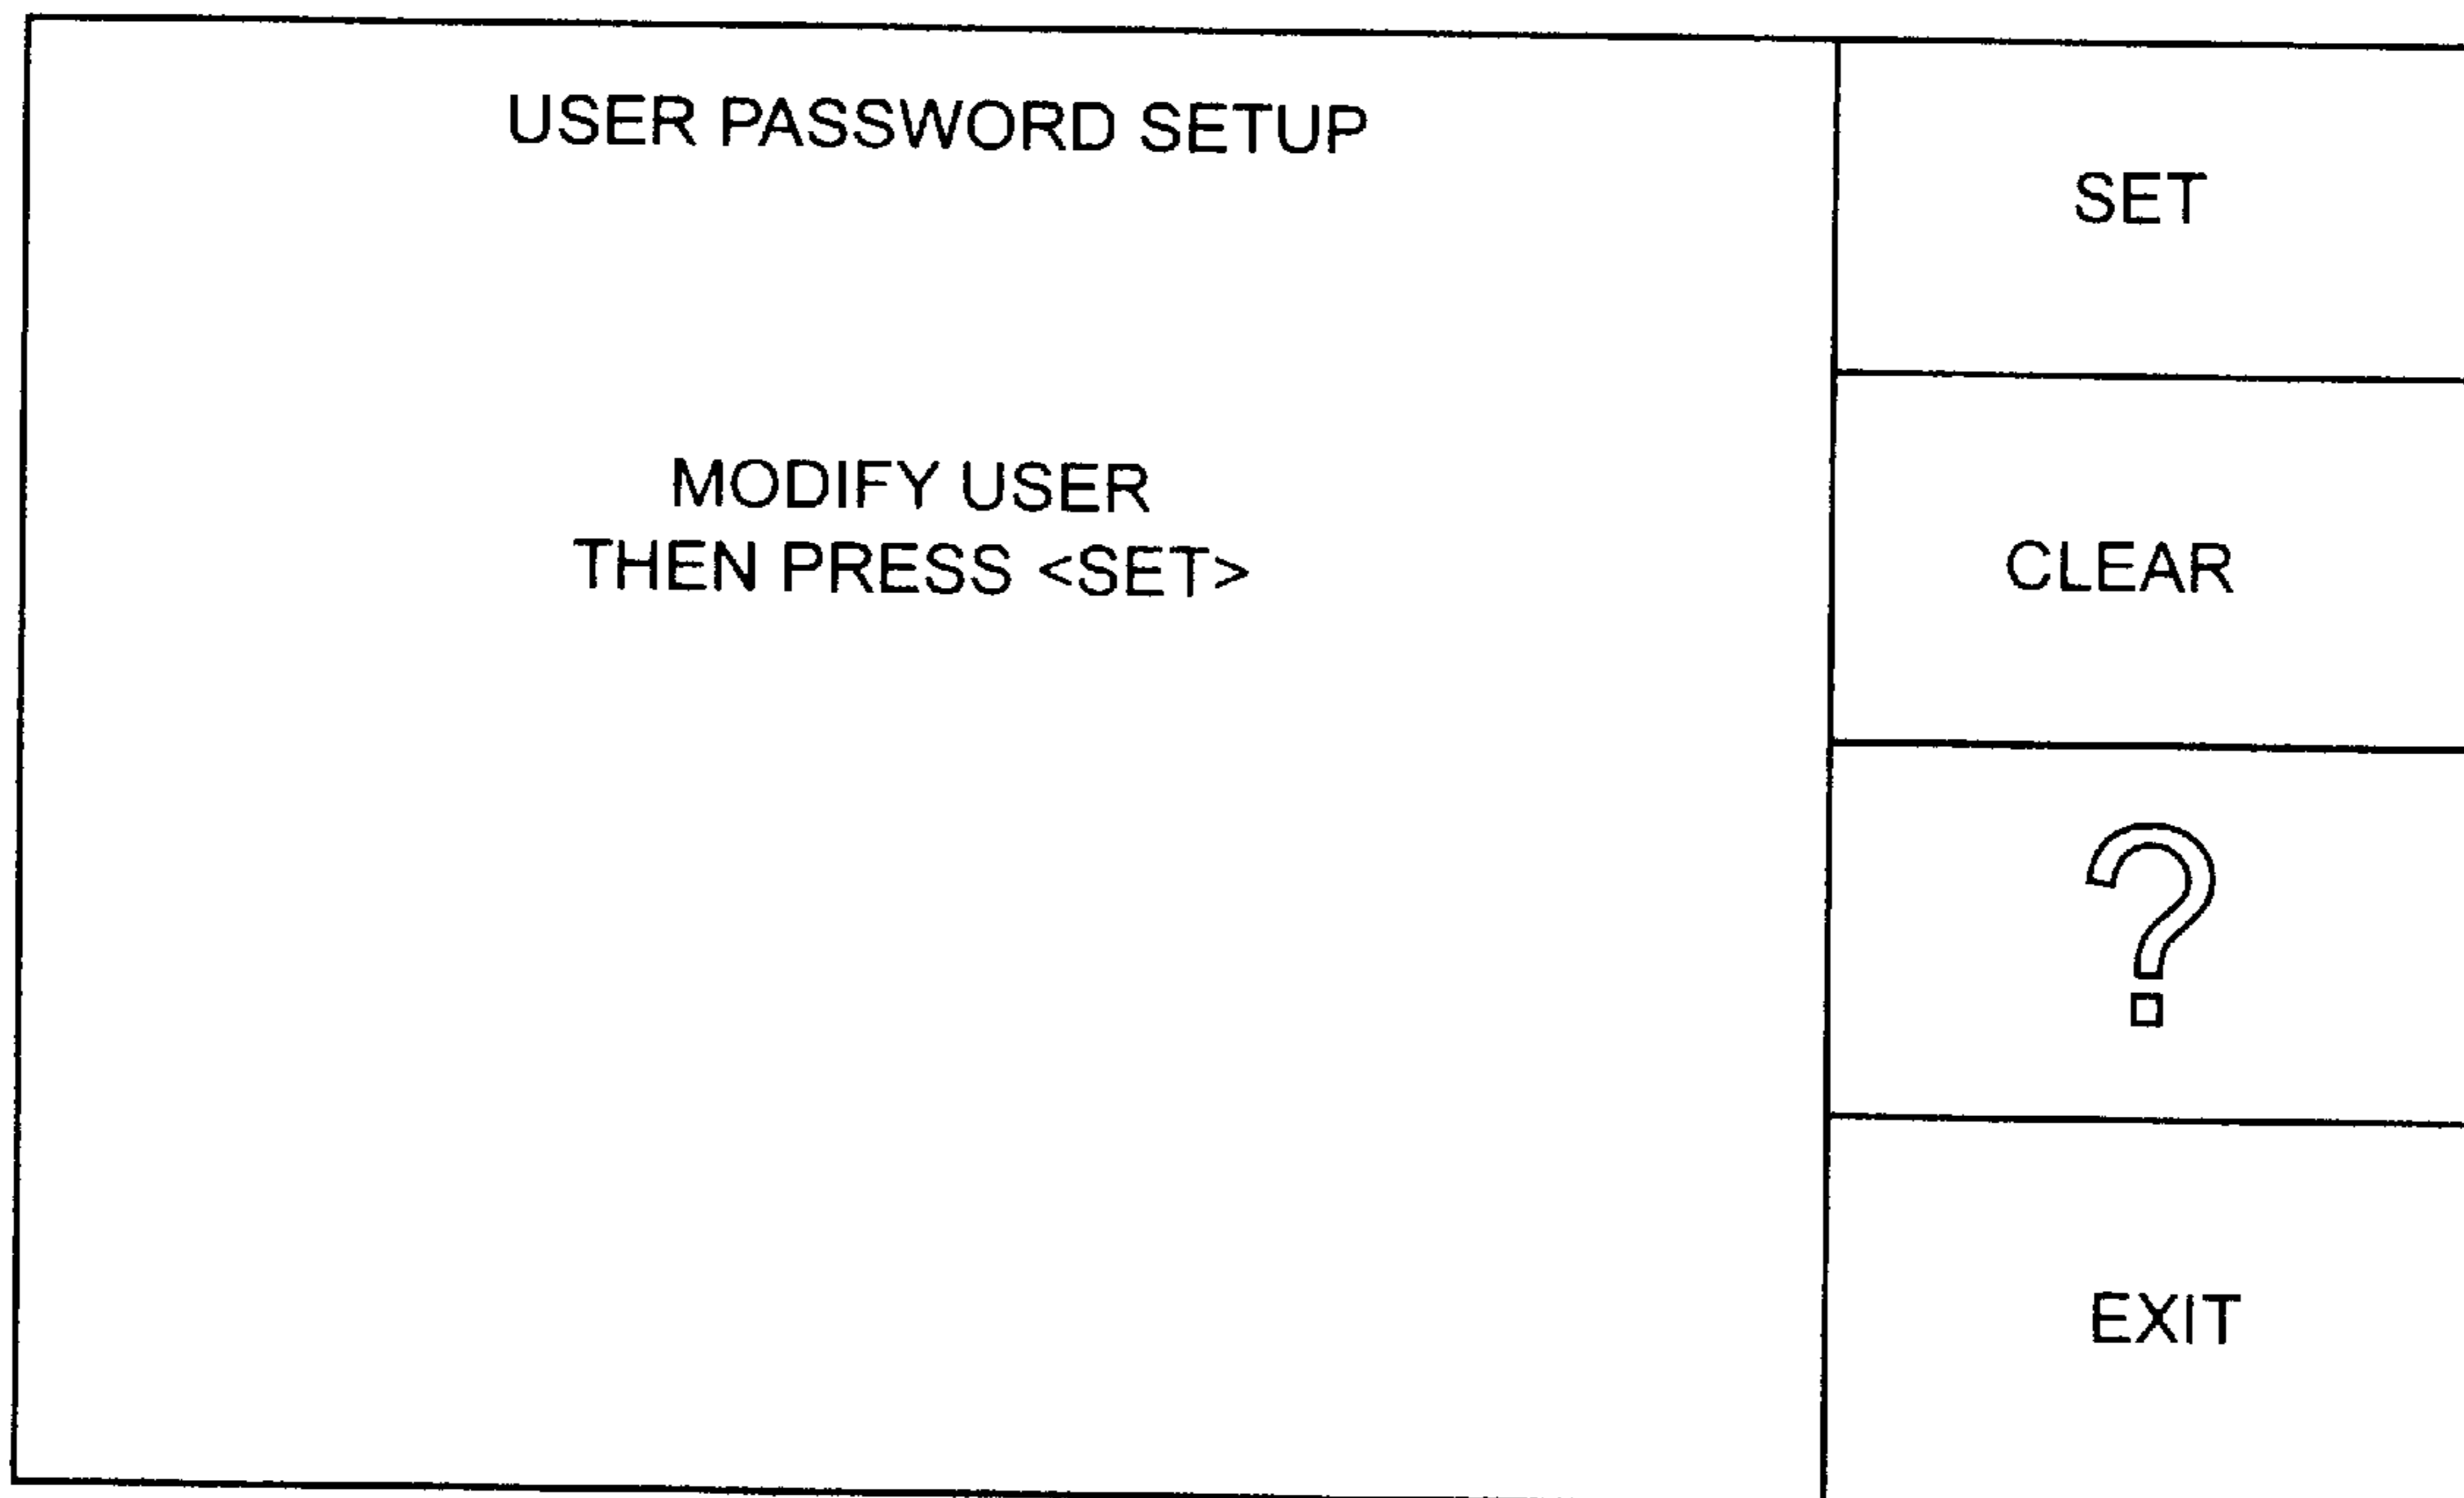 USER PASSWORD SETUP
MODIFY USER
THEN PRESS <SET>
SET
CLEAR
?
EXIT